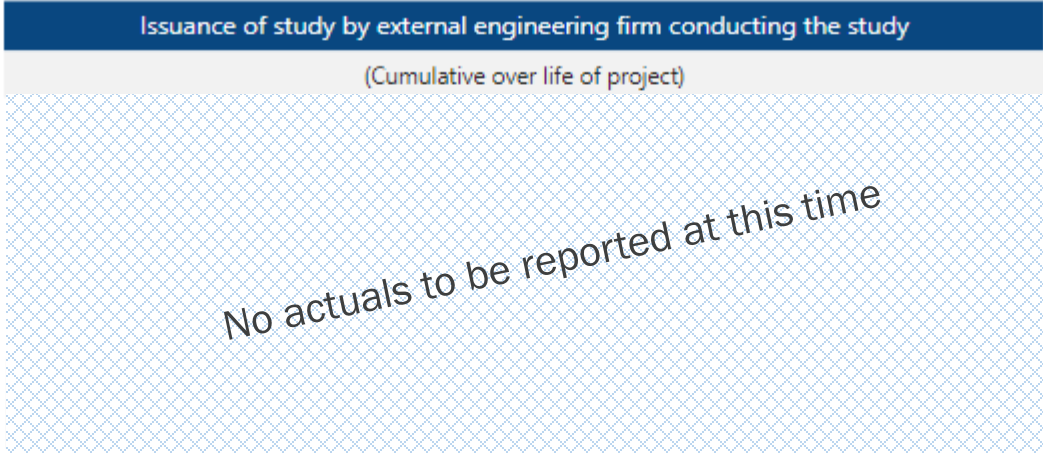 Issuance of study by external engineering firm conducting the study
(Cumulative over life of project)
No actuals to be reported at this time